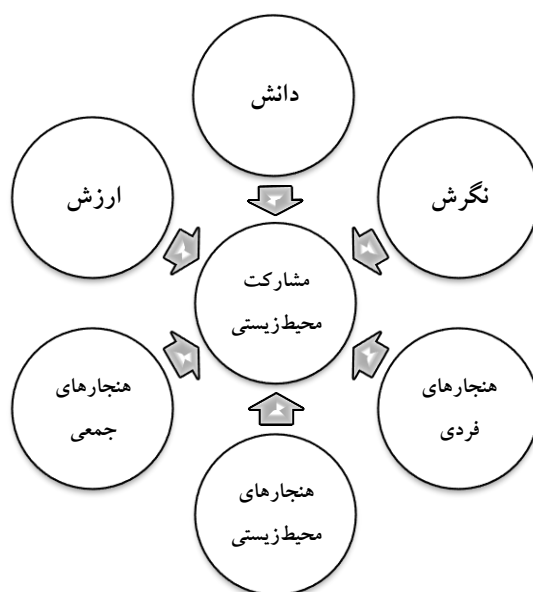 دانش
نگرش
ارزش
مشارکت
محیط‌زیستی
هنجارهای
فردی
هنجارهای
جمعی
هنجارهای
محیط‌زیستی